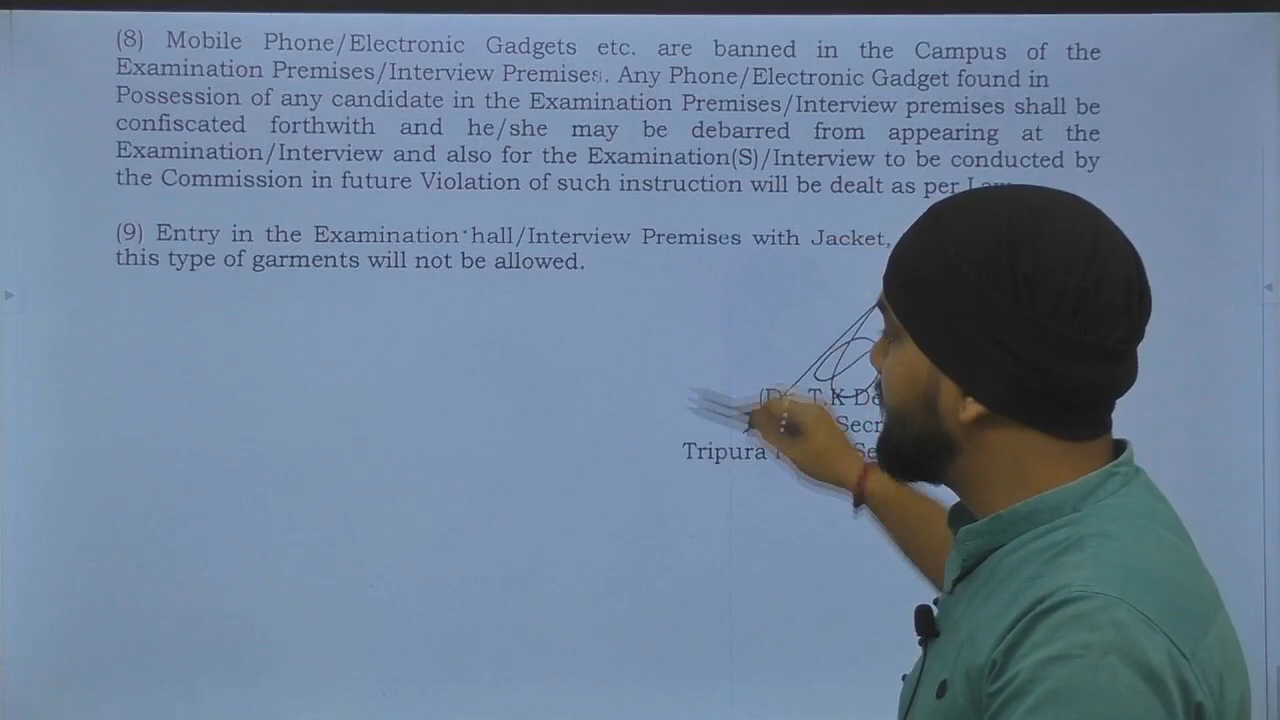 (8) Mobile Phone/Electronic Gadgets etc. are banned in the Campus of the
Examination Premises/Interview Premises. Any Phone/Electronic Gadget found in
Possession of any candidate in the Examination Premises/Interview premises shall be
confiscated forthwith and he/she may be debarred from appearing at the
Examination/Interview and also for the Examination(S)/Interview to be conducted by
the Commission in future Violation of such instruction will be dealt as per
(9) Entry in the Examination hall/Interview Premises with Jacket,
this type of garments will not be allowed.
T.K
Tripura